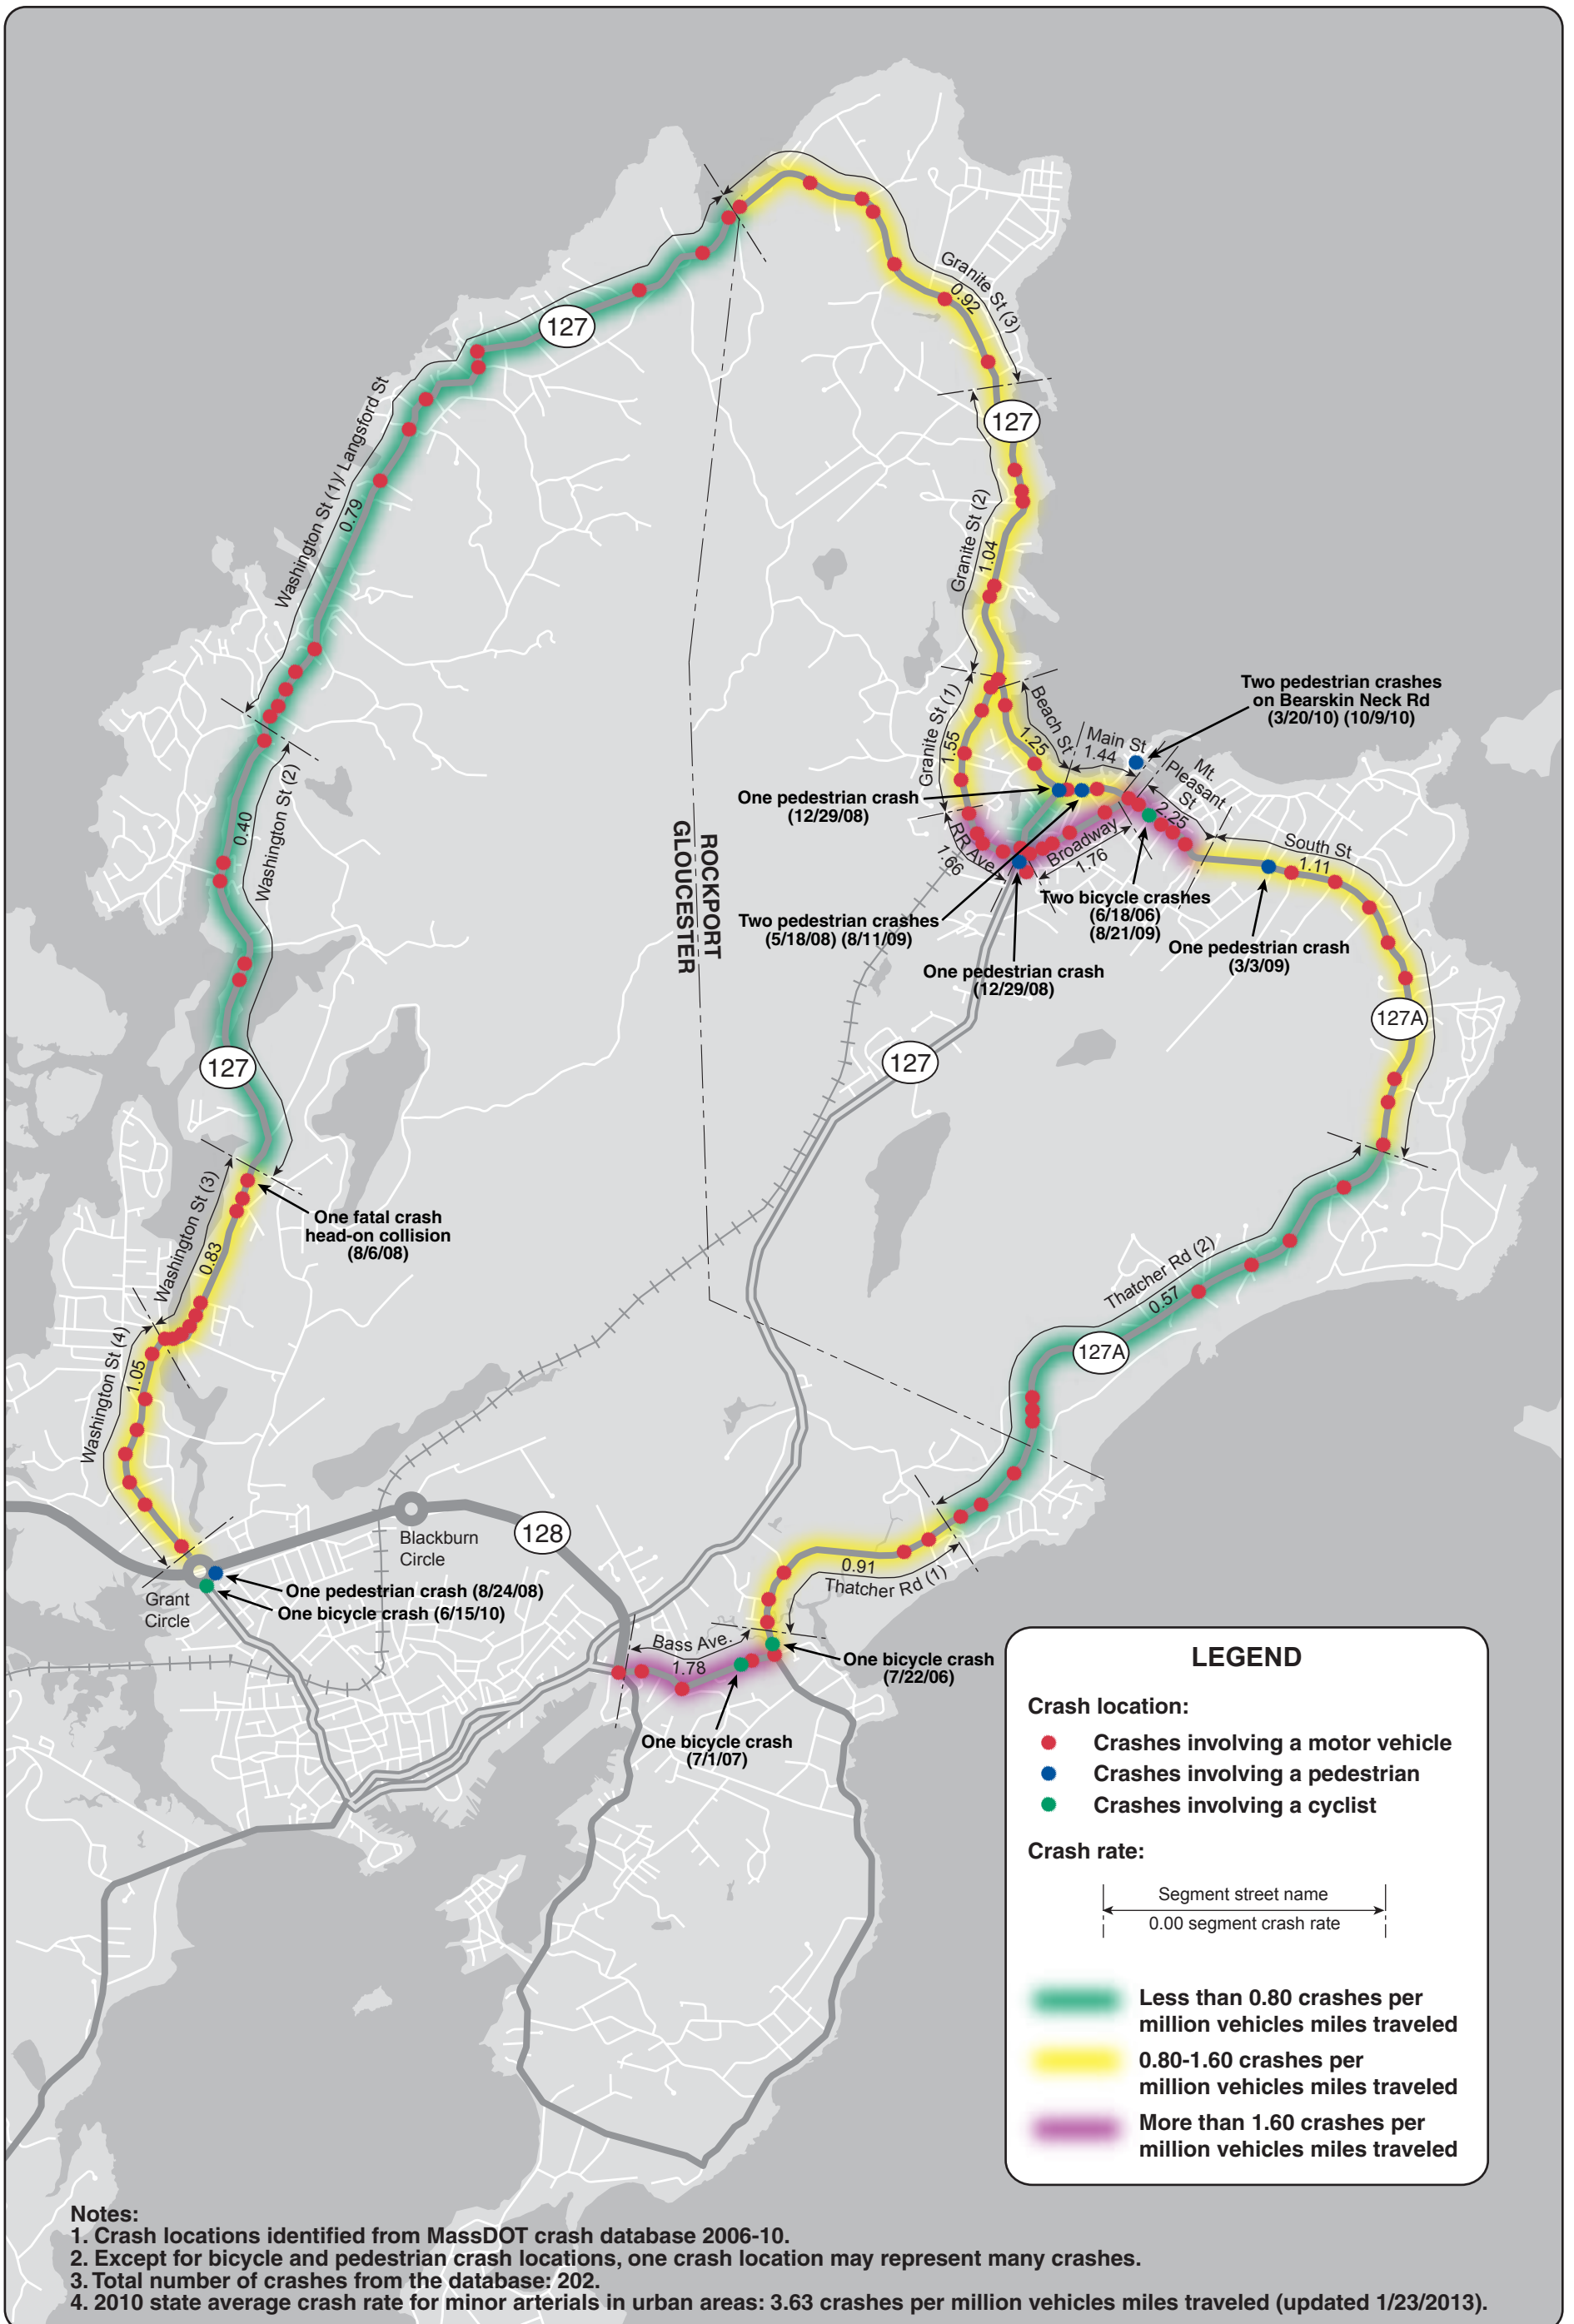 127
Granite St (3)
0.92
127
Washington St (1)/ Langsford St
0.79
Granite St (2)
1.04
Two pedestrian crashes
on Bearskin Neck Rd
(3/20/10) (10/9/10)
Granite St (1)
1.55
Beach St
1.25
Main St
1.44
Mt.
Pleasant
St
2.25
One pedestrian crash
(12/29/08)
Washington St (2)
0.40
ROCKPORT
GLOUCESTER
RR Ave
1.66
Broadway
1.76
South St
1.11
Two bicycle crashes
(6/18/06)
(8/21/09)
Two pedestrian crashes
(5/18/08) (8/11/09)
One pedestrian crash
(3/3/09)
One pedestrian crash
(12/29/08)
127A
127
127
Washington St (3)
0.83
One fatal crash
head-on collision
(8/6/08)
Thatcher Rd (2)
0.57
127A
Washington St (4)
1.05
Blackburn
Circle
128
Grant
Circle
One pedestrian crash (8/24/08)
One bicycle crash (6/15/10)
0.91
Thatcher Rd (1)
Bass Ave.
1.78
One bicycle crash
(7/22/06)
One bicycle crash
(7/1/07)
LEGEND
Crash location:
Crashes involving a motor vehicle
Crashes involving a pedestrian
Crashes involving a cyclist
Crash rate:
Segment street name
0.00 segment crash rate
Less than 0.80 crashes per
million vehicles miles traveled
0.80-1.60 crashes per
million vehicles miles traveled
More than 1.60 crashes per
million vehicles miles traveled
Notes:
1. Crash locations identified from MassDOT crash database 2006-10.
2. Except for bicycle and pedestrian crash locations, one crash location may represent many crashes.
3. Total number of crashes from the database: 202.
4. 2010 state average crash rate for minor arterials in urban areas: 3.63 crashes per million vehicles miles traveled (updated 1/23/2013).